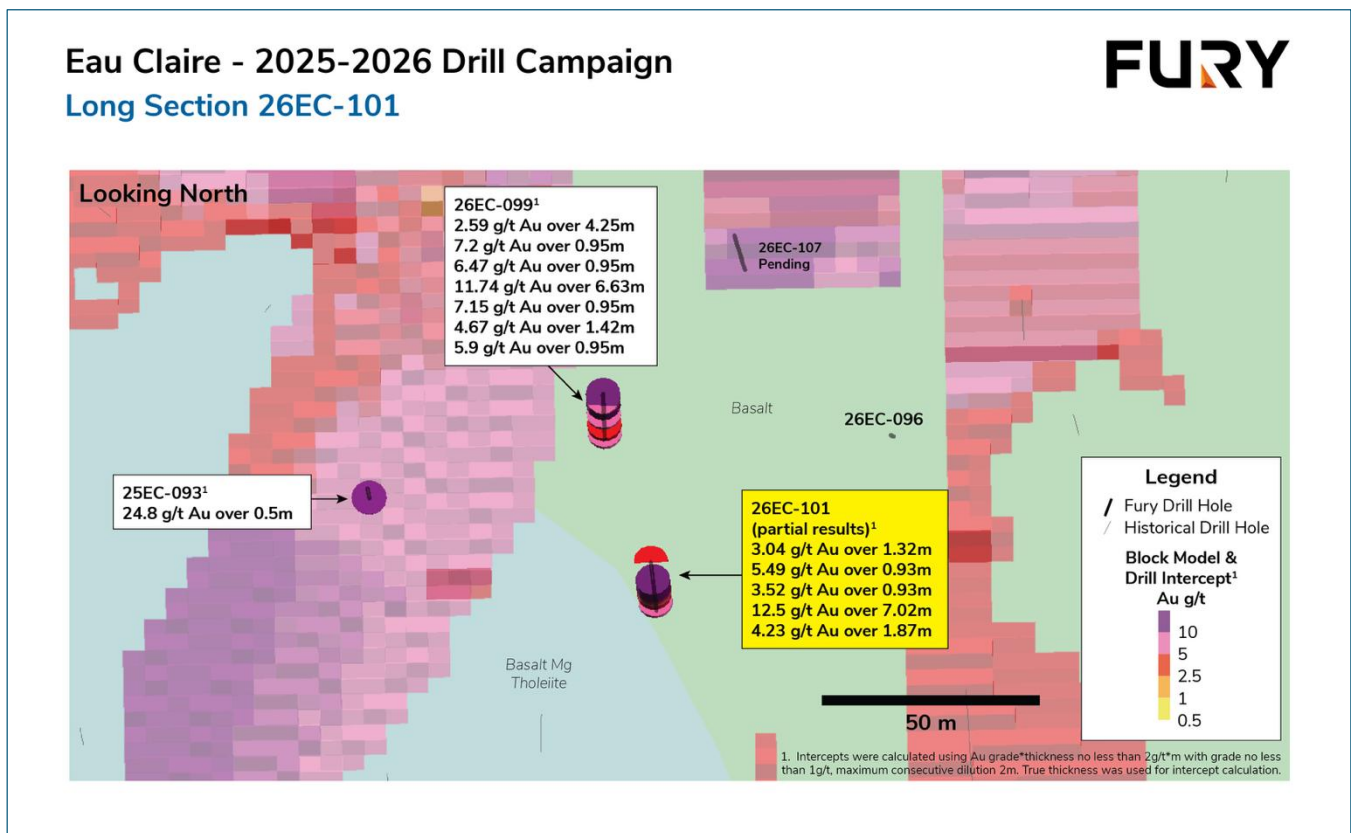 Eau Claire - 2025-2026 Drill Campaign
Long Section 26EC-101
FURY
Looking North
26EC-099¹
2.59 g/t Au over 4.25m
7.2 g/t Au over 0.95m
6.47 g/t Au over 0.95m
11.74 g/t Au over 6.63m
7.15 g/t Au over 0.95m
4.67 g/t Au over 1.42m
5.9 g/t Au over 0.95m
26EC-107
Pending
Basalt
26EC-096
25EC-093¹
24.8 g/t Au over 0.5m
26EC-101
(partial results)¹
3.04 g/t Au over 1.32m
5.49 g/t Au over 0.93m
3.52 g/t Au over 0.93m
12.5 g/t Au over 7.02m
4.23 g/t Au over 1.87m
Basalt Mg
Tholeiite
50 m
Legend
Fury Drill Hole
Historical Drill Hole
Block Model &
Drill Intercept¹
Au g/t
10
5
2.5
1
0.5
1. Intercepts were calculated using Au grade*thickness no less than 2g/t*m with grade no less
than 1g/t, maximum consecutive dilution 2m. True thickness was used for intercept calculation.